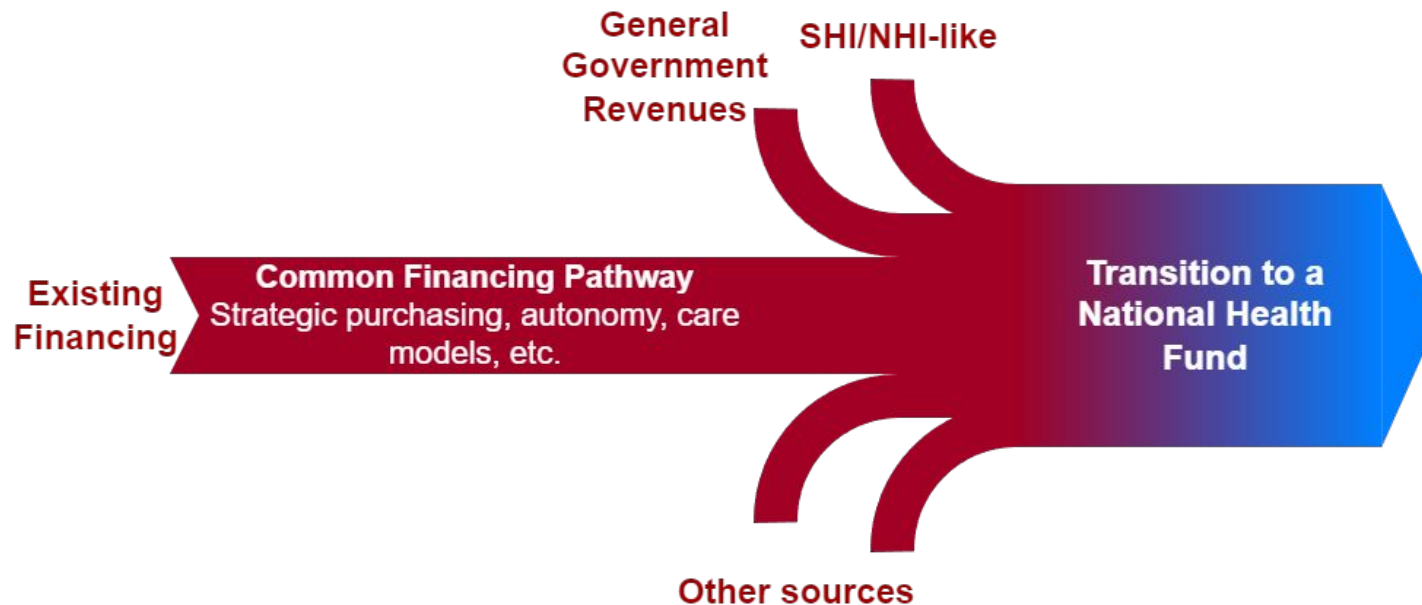 General
Government
Revenues
SHI/NHI-like
Existing
Financing
Common Financing Pathway
Strategic purchasing, autonomy, care
models, etc.
Transition to a
National Health
Fund
Other sources